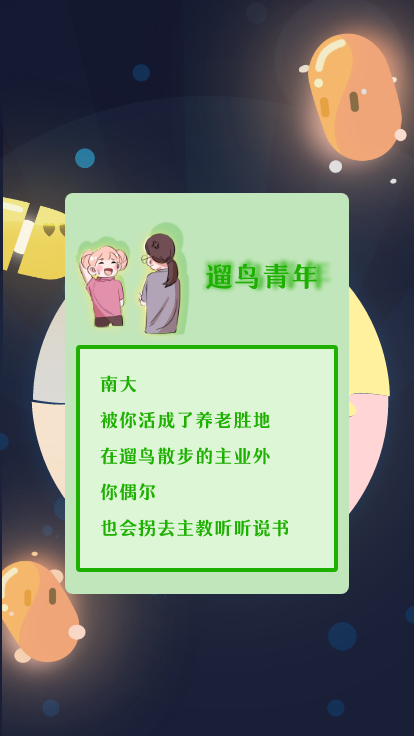 遛鸟青年
南大
被你活成了养老胜地
在遛鸟散步的主业外
你偶尔
也会拐去主教听听说书